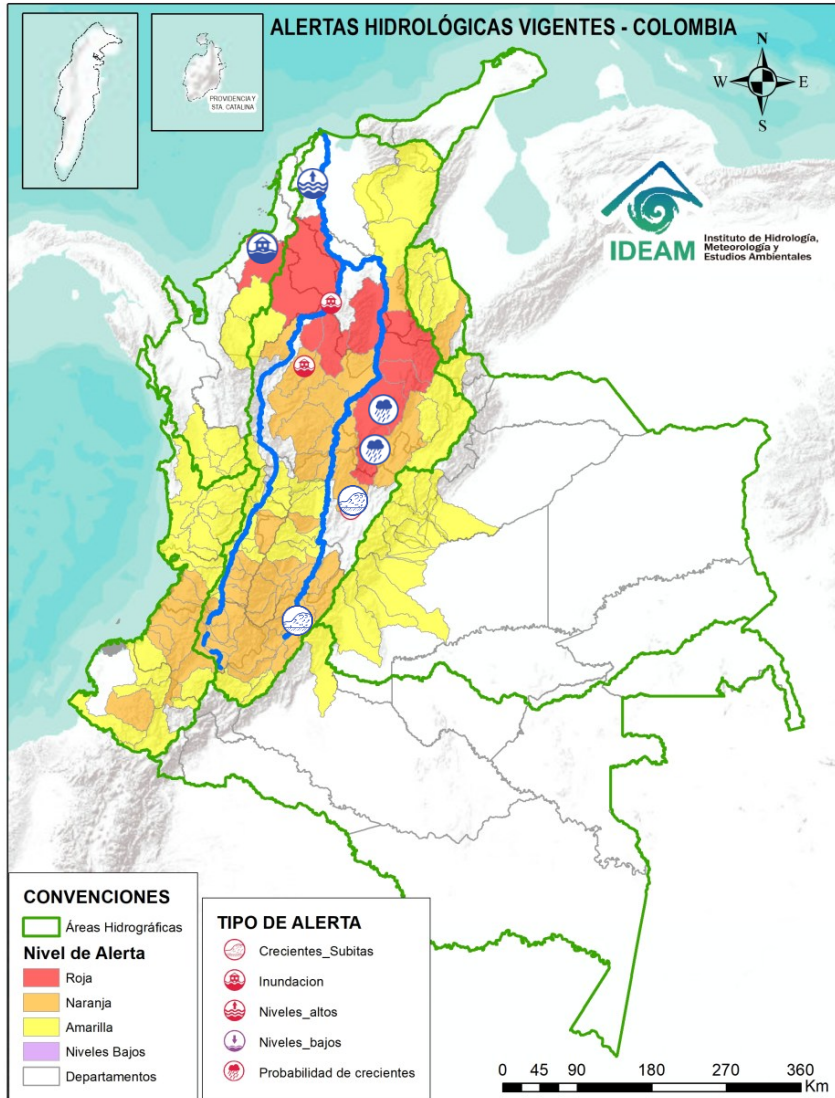 ALERTAS HIDROLÓGICAS VIGENTES - COLOMBIA
PROVIDENCIA Y
STA. CATALINA
N
W
E
S
IDEAM
Instituto de Hidrología,
Meteorología y
Estudios Ambientales
CONVENCIONES
Áreas Hidrográficas
Nivel de Alerta
Roja
Naranja
Amarilla
Niveles Bajos
Departamentos
TIPO DE ALERTA
Crecientes_Subitas
Inundacion
Niveles_altos
Niveles_bajos
Probabilidad de crecientes
0 45 90 180 270 360
Km